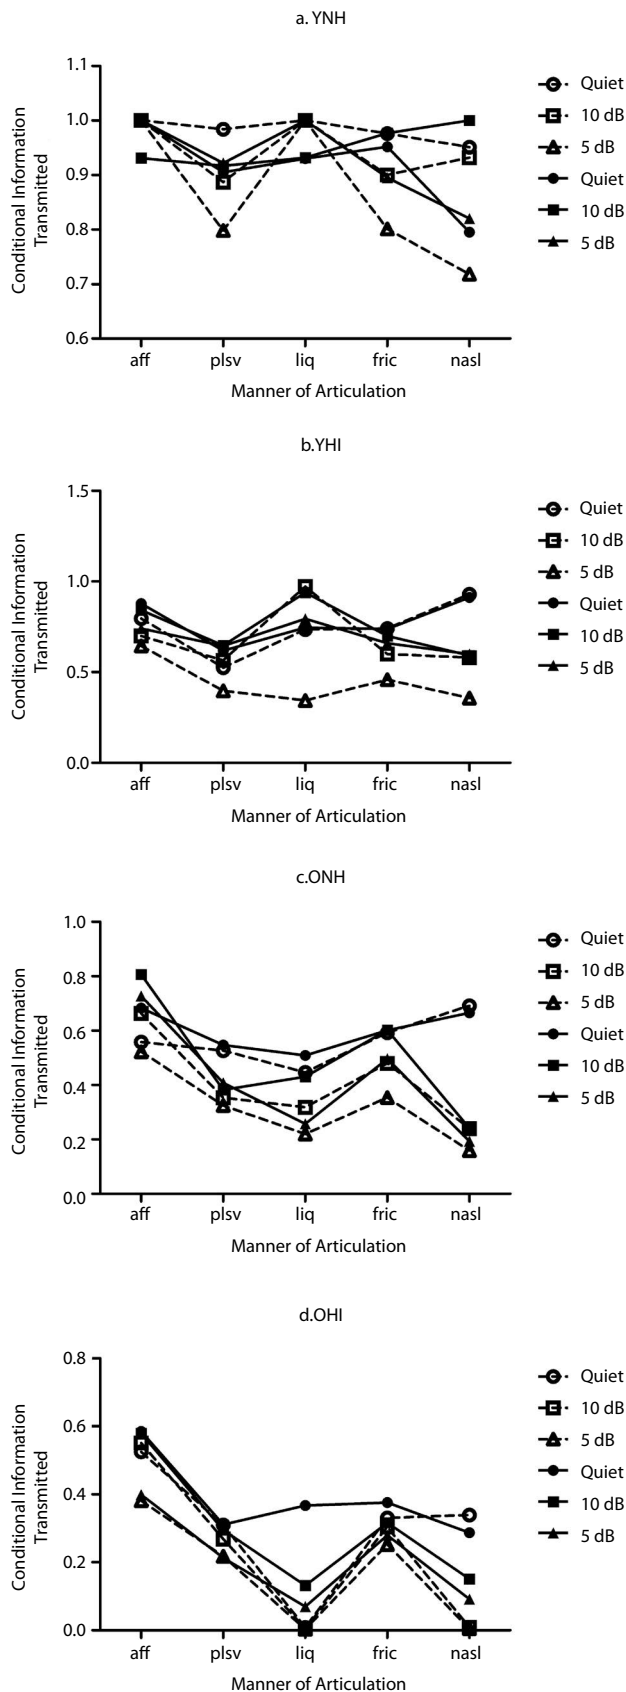 a. YNH
1.1
1.0
0.9
0.8
0.7
0.6
Conditional Information
Transmitted
aff plsv liq fric nasl
Manner of Articulation
Quiet
10 dB
5 dB
Quiet
10 dB
5 dB
b.YHI
1.5
1.0
0.5
0.0
Conditional Information
Transmitted
aff plsv liq fric nasl
Manner of Articulation
Quiet
10 dB
5 dB
Quiet
10 dB
5 dB
c.ONH
1.0
0.8
0.6
0.4
0.2
0.0
Conditional Information
Transmitted
aff plsv liq fric nasl
Manner of Articulation
Quiet
10 dB
5 dB
Quiet
10 dB
5 dB
d.OHI
0.8
0.6
0.4
0.2
0.0
Conditional Information
Transmitted
aff plsv liq fric nasl
Manner of Articulation
Quiet
10 dB
5 dB
Quiet
10 dB
5 dB